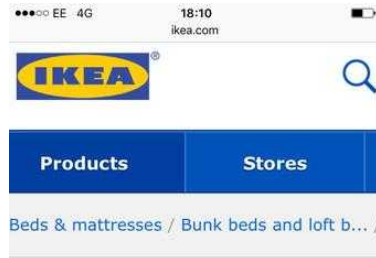 ●●●○○ EE 4G 18:10
ikea.com
IKEA®
Products Stores
Beds & mattresses / Bunk beds and loft b... /